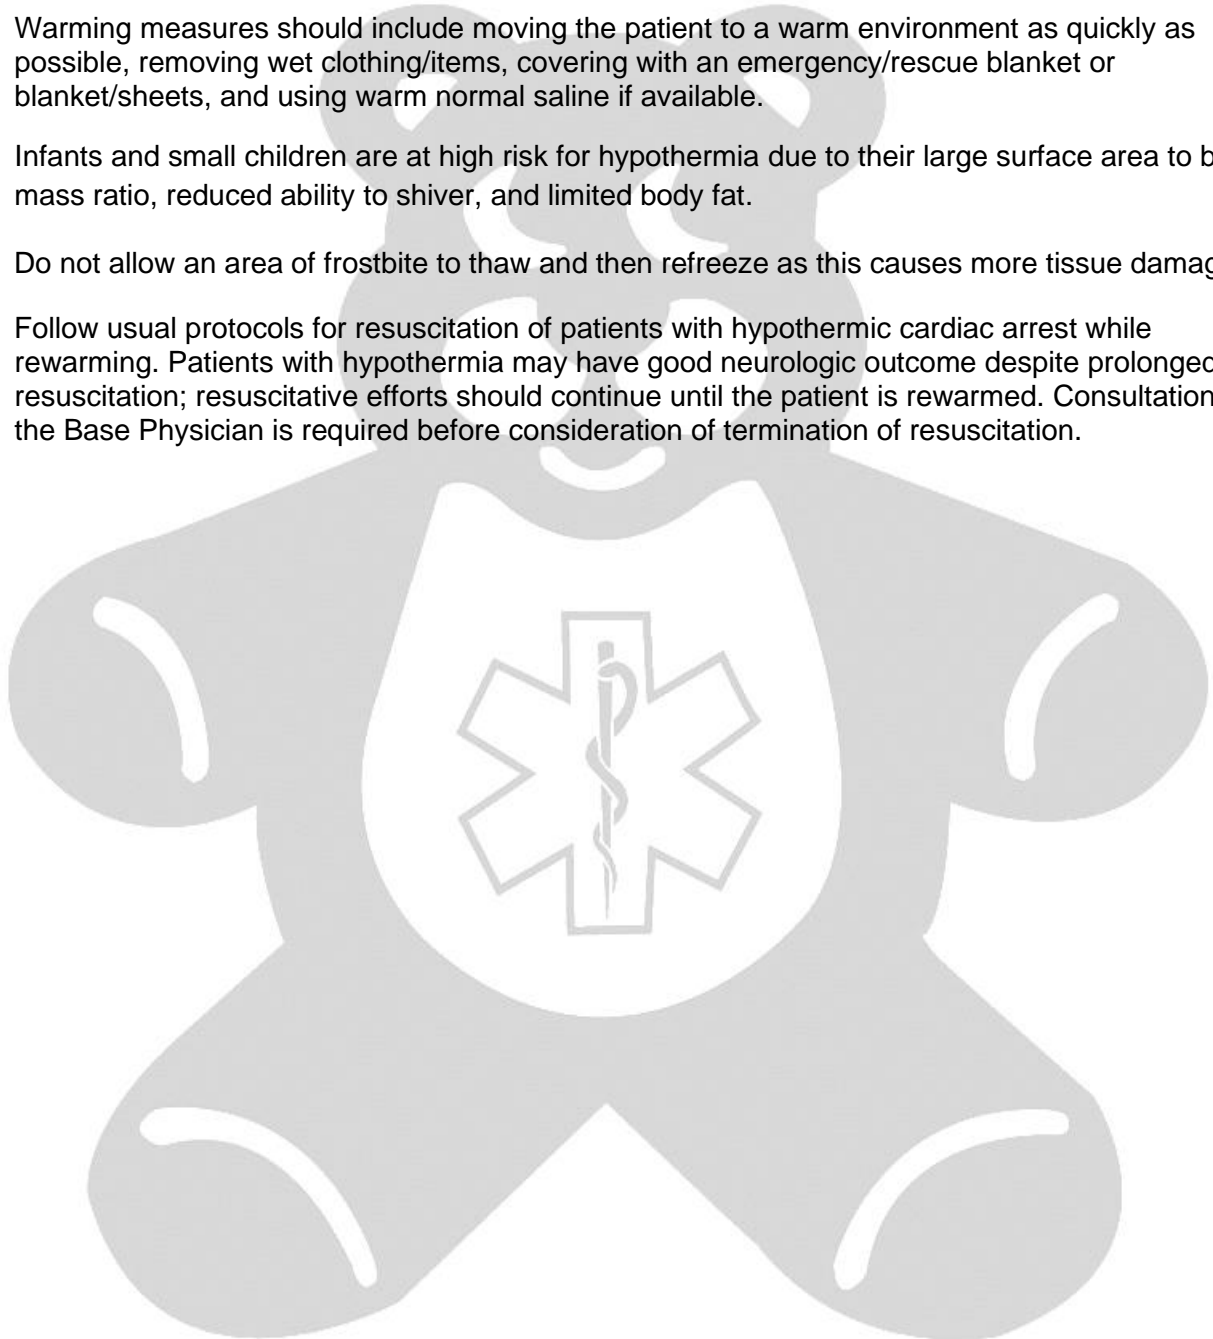 Warming measures should include moving the patient to a warm environment as quickly as
possible, removing wet clothing/items, covering with an emergency/rescue blanket or
blanket/sheets, and using warm normal saline if available.
Infants and small children are at high risk for hypothermia due to their large surface area to
mass ratio, reduced ability to shiver, and limited body fat.
Do not allow an area of frostbite to thaw and then refreeze as this causes more tissue
Follow usual protocols for resuscitation of patients with hypothermic cardiac arrest while
rewarming. Patients with hypothermia may have good neurologic outcome despite prolonged
resuscitation; resuscitative efforts should continue until the patient is rewarmed. Consultation
the Base Physician is required before consideration of termination of resuscitation.